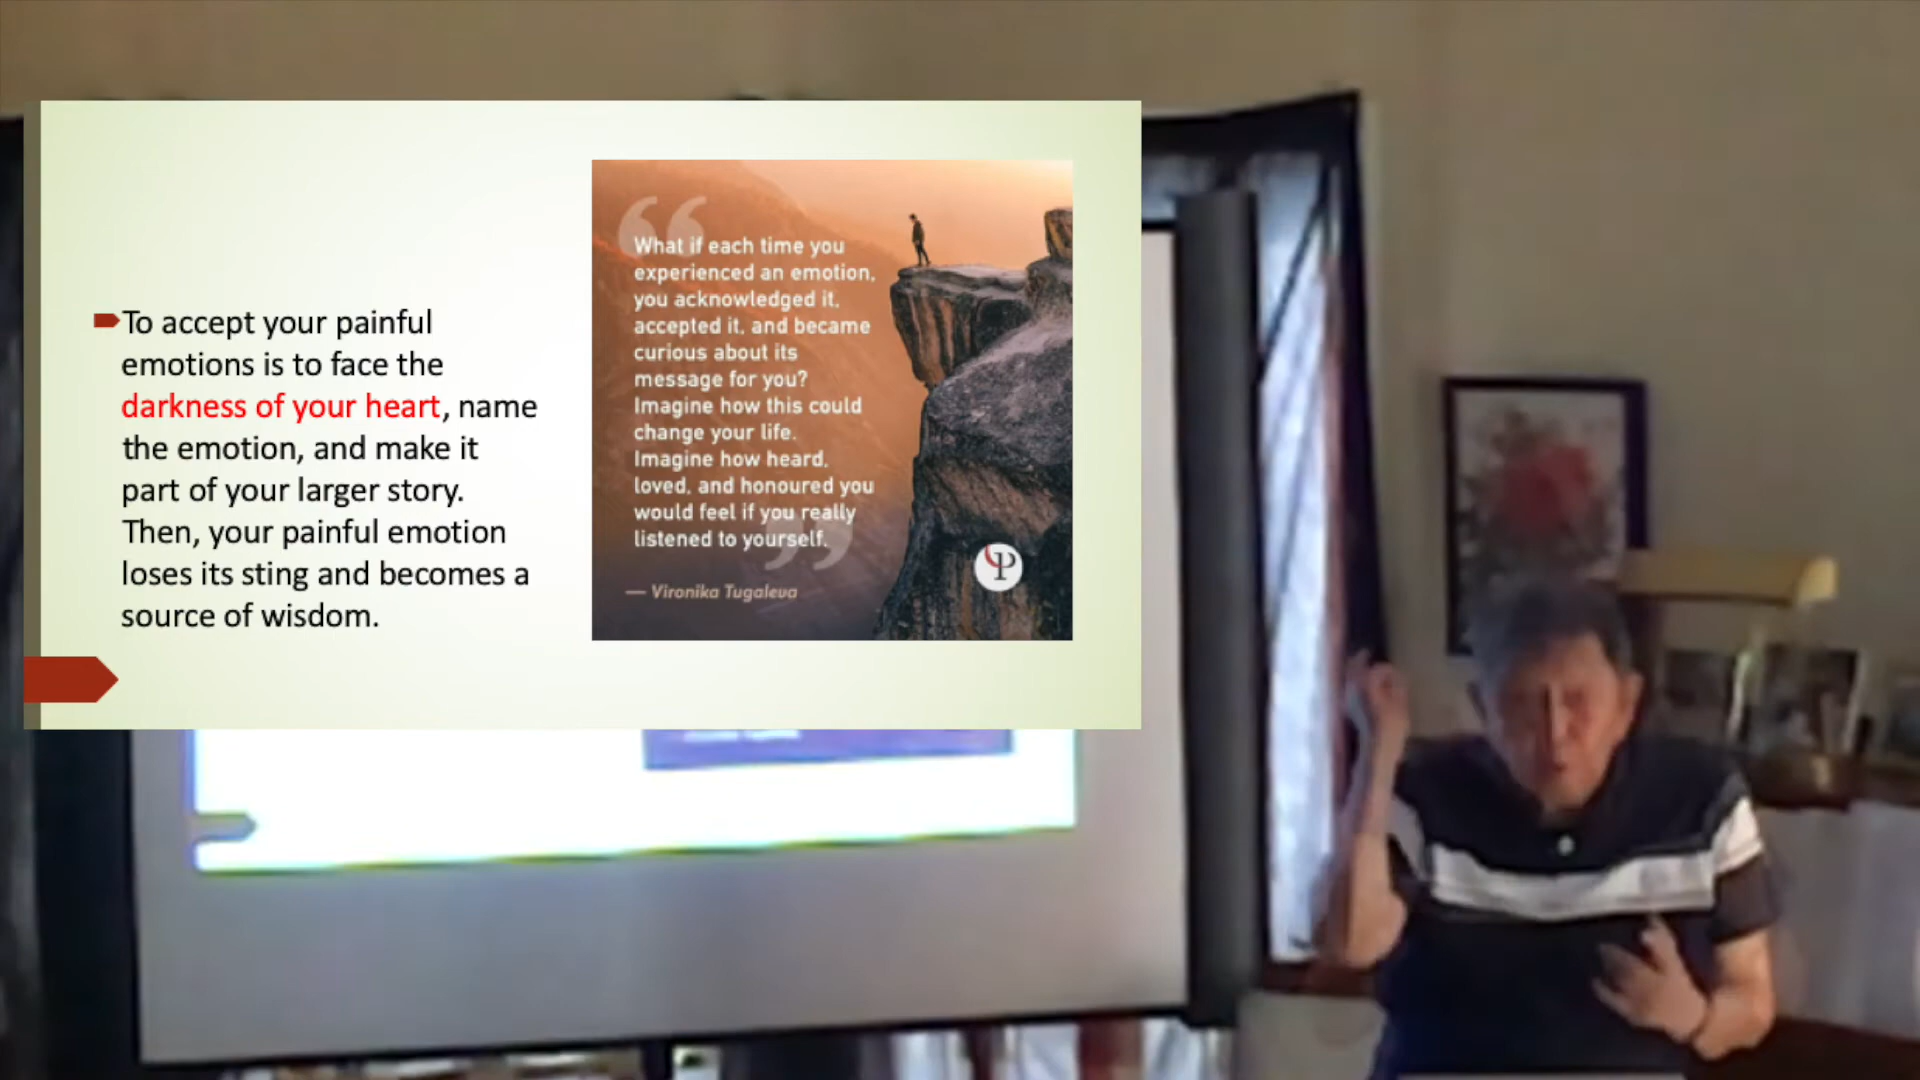 To accept your painful
emotions is to face the
darkness of your heart, name
the emotion, and make it
part of your larger story.
Then, your painful emotion
loses its sting and becomes a
source of wisdom.
What if each time you
experienced an emotion,
you acknowledged it,
accepted it, and became
curious about its
message for you?
Imagine how this could
change your life.
Imagine how heard,
loved, and honoured you
would feel if you really
listened to yourself.
— Vironika Tugaleva